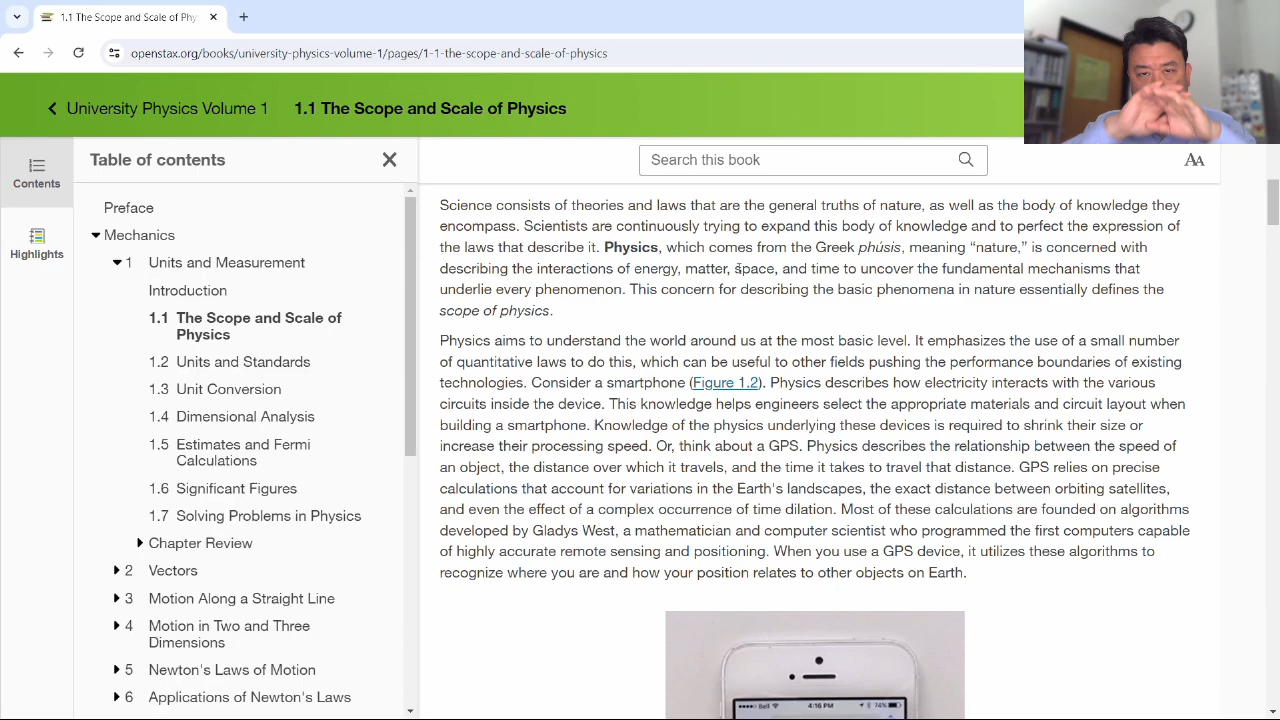 1.1 The Scope and Scale of Phys
openstax.org/books/university-physics-volume-1/pages/1-1-the-scope-and-scale-of-physics
University Physics Volume 1 1.1 The Scope and Scale of Physics
Contents
Highlights
Table of contents
Preface
Mechanics
1 Units and Measurement
Introduction
1.1 The Scope and Scale of
Physics
1.2 Units and Standards
1.3 Unit Conversion
1.4 Dimensional Analysis
1.5 Estimates and Fermi
Calculations
1.6 Significant Figures
1.7 Solving Problems in Physics
Chapter Review
2 Vectors
3 Motion Along a Straight Line
4 Motion in Two and Three
Dimensions
5 Newton's Laws of Motion
6 Applications of Newton's Laws
Search this book
AA
Science consists of theories and laws that are the general truths of nature, as well as the body of knowledge they
encompass. Scientists are continuously trying to expand this body of knowledge and to perfect the expression of
the laws that describe it. Physics, which comes from the Greek phúsis, meaning “nature,” is concerned with
describing the interactions of energy, matter, space, and time to uncover the fundamental mechanisms that
underlie every phenomenon. This concern for describing the basic phenomena in nature essentially defines the
scope of physics.
Physics aims to understand the world around us at the most basic level. It emphasizes the use of a small number
of quantitative laws to do this, which can be useful to other fields pushing the performance boundaries of existing
technologies. Consider a smartphone (Figure 1.2). Physics describes how electricity interacts with the various
circuits inside the device. This knowledge helps engineers select the appropriate materials and circuit layout when
building a smartphone. Knowledge of the physics underlying these devices is required to shrink their size or
increase their processing speed. Or, think about a GPS. Physics describes the relationship between the speed of
an object, the distance over which it travels, and the time it takes to travel that distance. GPS relies on precise
calculations that account for variations in the Earth's landscapes, the exact distance between orbiting satellites,
and even the effect of a complex occurrence of time dilation. Most of these calculations are founded on algorithms
developed by Gladys West, a mathematician and computer scientist who programmed the first computers capable
of highly accurate remote sensing and positioning. When you use a GPS device, it utilizes these algorithms to
recognize where you are and how your position relates to other objects on Earth.
Bell 4:16 PM 74%